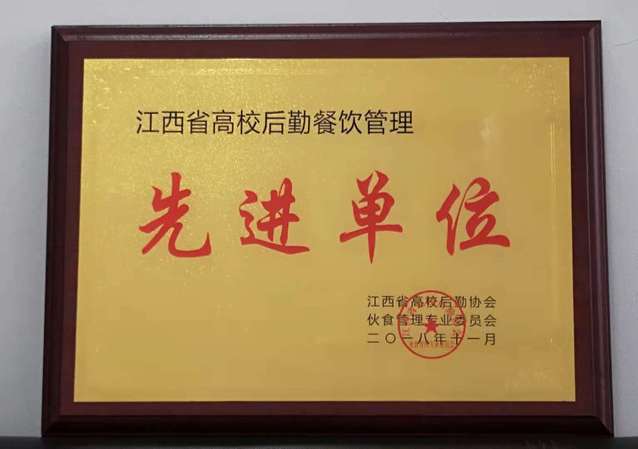 江西省高校后勤餐饮管理
先进单位
江西省高校后勤协会
伙食管理专业委员会
二〇一八年十一月